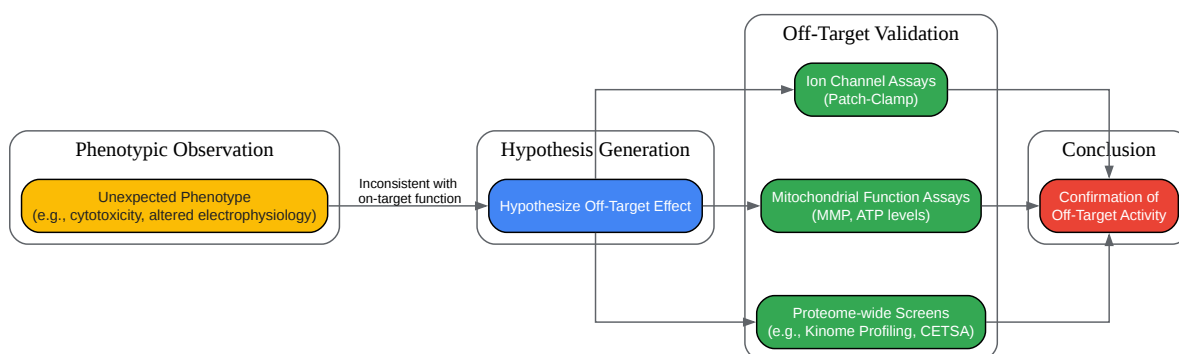 Phenotypic Observation
Unexpected Phenotype
(e.g., cytotoxicity, altered electrophysiology)
Inconsistent with
on-target function
Hypothesis Generation
Hypothesize Off-Target Effect
Off-Target Validation
Ion Channel Assays
(Patch-Clamp)
Mitochondrial Function Assays
(MMP, ATP levels)
Proteome-wide Screens
(e.g., Kinome Profiling, CETSA)
Conclusion
Confirmation of
Off-Target Activity